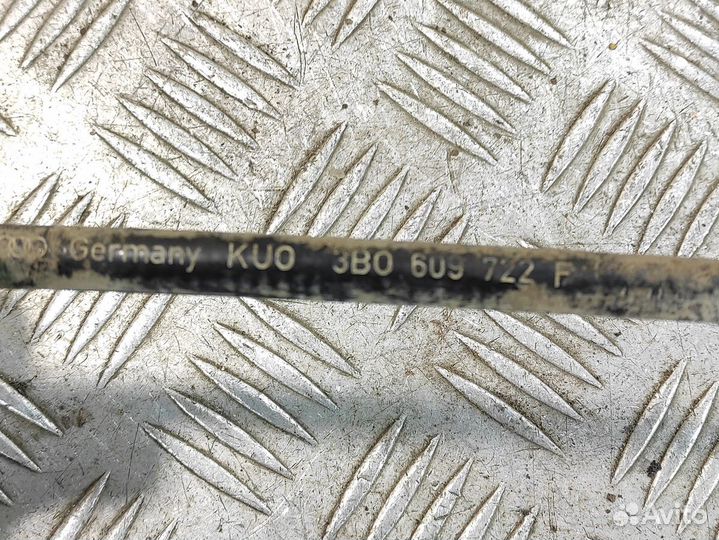 Germany KUO 3B0 609 722 F
Avito